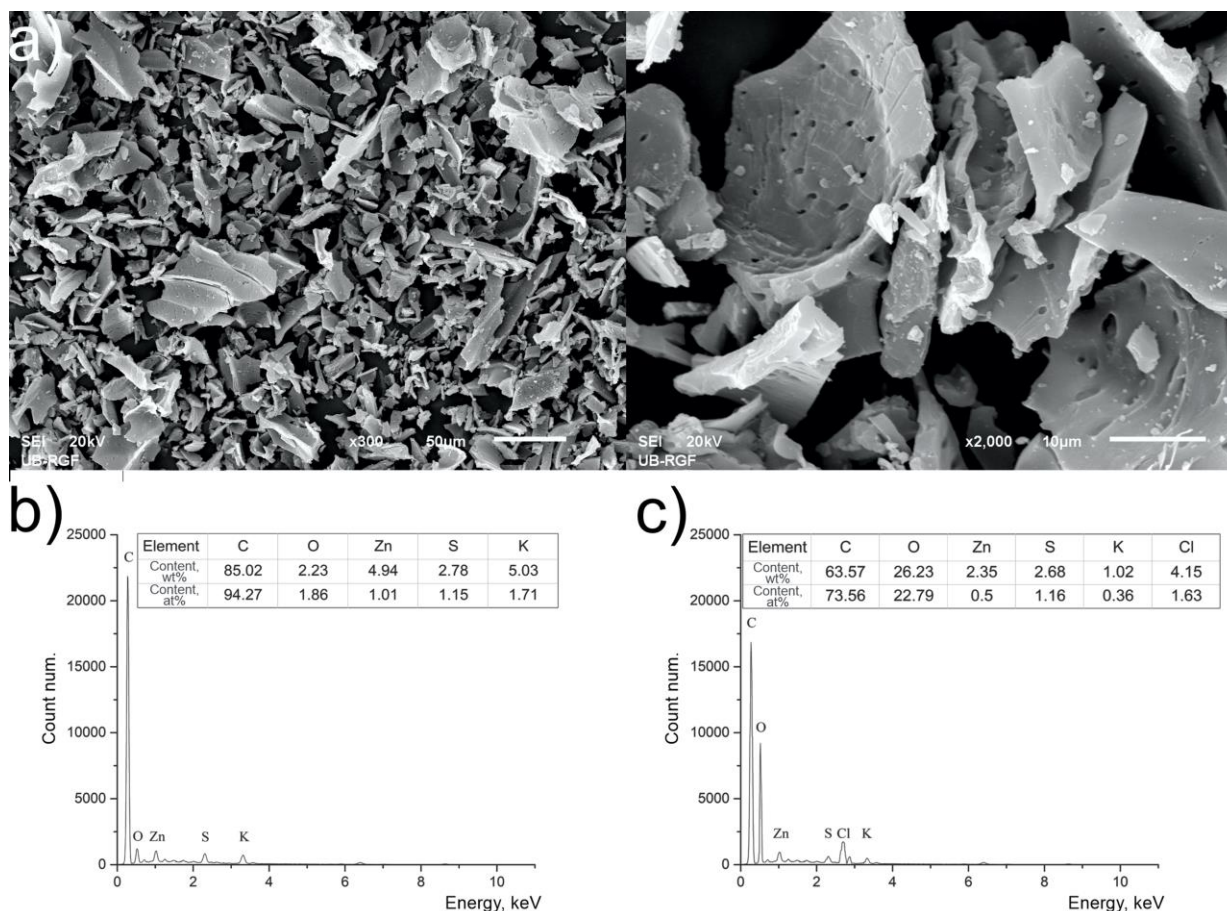 a)
SEI 20kV x300 50µm
UB-RGF
SEI 20kV x2,000 10µm
UB-RGF
b)
Element C O Zn S K
Content, wt% 85.02 2.23 4.94 2.78 5.03
Content, at% 94.27 1.86 1.01 1.15 1.71
C
O Zn S K
25000
20000
15000
10000
5000
0
0 2 4 6 8 10
Count num.
Energy, keV
c)
Element C O Zn S K Cl
Content, wt% 63.57 26.23 2.35 2.68 1.02 4.15
Content, at% 73.56 22.79 0.5 1.16 0.36 1.63
C
O
Zn S Cl K
25000
20000
15000
10000
5000
0
0 2 4 6 8 10
Count num.
Energy, keV